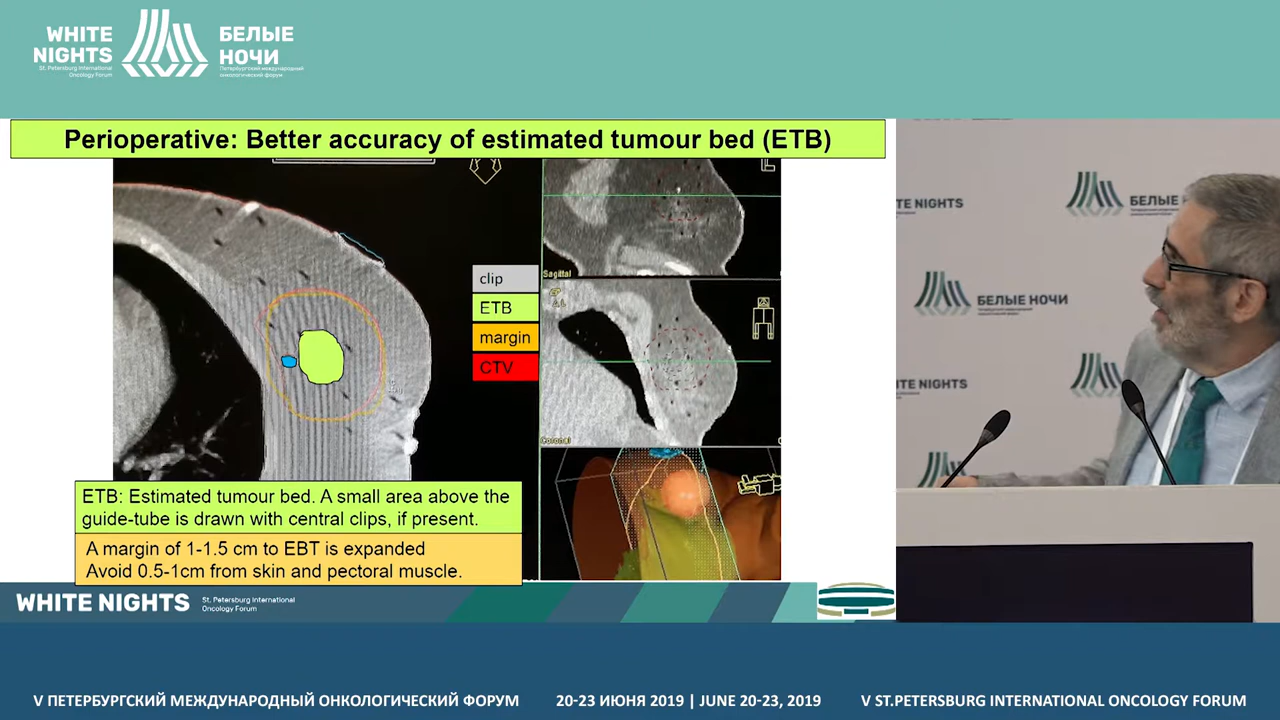 WHITE
NIGHTS
St. Petersburg International
Oncology Forum
БЕЛЫЕ
НОЧИ
Петербургский международный
онкологический форум
Perioperative: Better accuracy of estimated tumour bed (ETB)
clip
ETB
margin
CTV
Sagittal
Coronal
ETB: Estimated tumour bed. A small area above the
guide-tube is drawn with central clips, if present.
A margin of 1-1.5 cm to EBT is expanded
Avoid 0.5-1cm from skin and pectoral muscle.
WHITE NIGHTS
St. Petersburg International
Oncology Forum
ITE NIGHTS
БЕЛЫЕ
БЕЛЫЕ НОЧИ
ITE NIGHTS
V ПЕТЕРБУРГСКИЙ МЕЖДУНАРОДНЫЙ ОНКОЛОГИЧЕСКИЙ ФОРУМ
20-23 ИЮНЯ 2019 | JUNE 20-23, 2019
V ST.PETERSBURG INTERNATIONAL ONCOLOGY FORUM